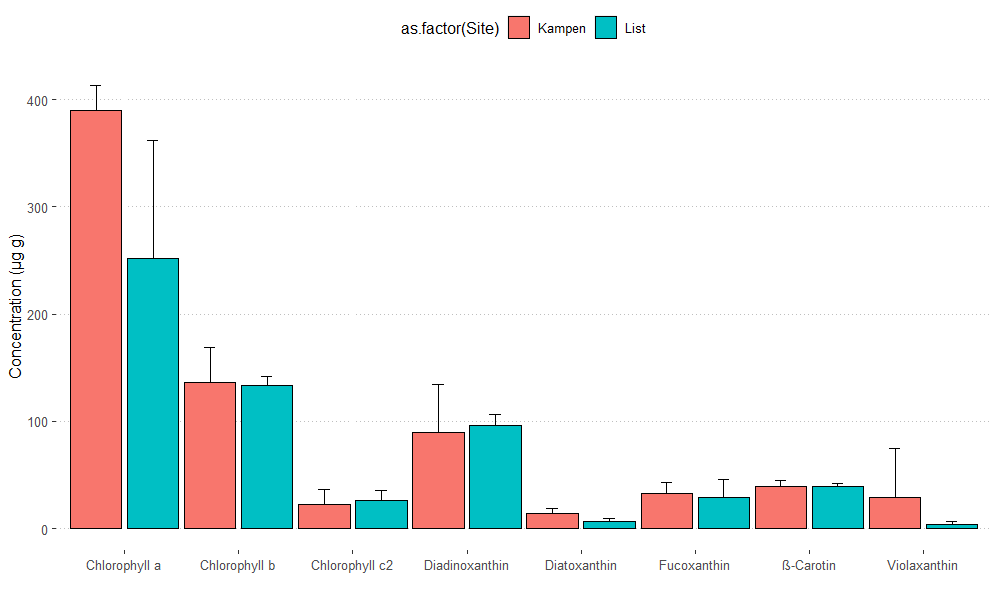 as.factor(Site) Kampen List
Concentration (µg g)
400
300
200
100
0
Chlorophyll a Chlorophyll b Chlorophyll c2 Diadinoxanthin Diatoxanthin Fucoxanthin ß-Carotin Violaxanthin